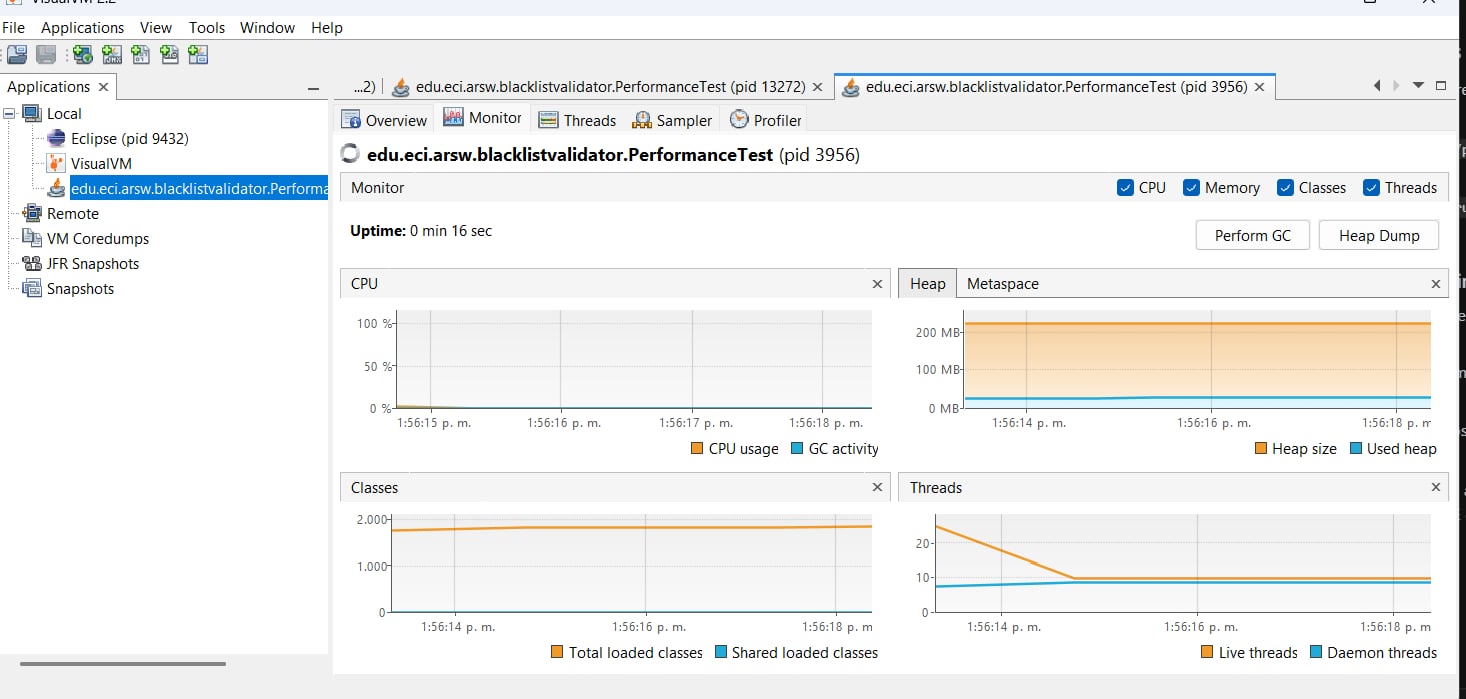 VisualVM 2.2
File Applications View Tools Window Help
Applications
Local
Eclipse (pid 9432)
VisualVM
edu.eci.arsw.blacklistvalidator.Performa
Remote
VM Coredumps
JFR Snapshots
Snapshots
...2) edu.eci.arsw.blacklistvalidator.PerformanceTest (pid 13272) edu.eci.arsw.blacklistvalidator.PerformanceTest (pid 3956)
Overview Monitor Threads Sampler Profiler
edu.eci.arsw.blacklistvalidator.PerformanceTest (pid 3956)
Monitor CPU Memory Classes Threads
Uptime: 0 min 16 sec
Perform GC Heap Dump
CPU
100 %
50 %
0 %
1:56:15 p. m. 1:56:16 p. m. 1:56:17 p. m. 1:56:18 p. m.
CPU usage GC activity
Heap Metaspace
200 MB
100 MB
0 MB
1:56:14 p. m. 1:56:16 p. m. 1:56:18 p. m
Heap size Used heap
Classes
2.000
1.000
0
1:56:14 p. m. 1:56:16 p. m. 1:56:18 p. m
Total loaded classes Shared loaded classes
Threads
20
10
0
1:56:14 p. m. 1:56:16 p. m. 1:56:18 p. m
Live threads Daemon threads